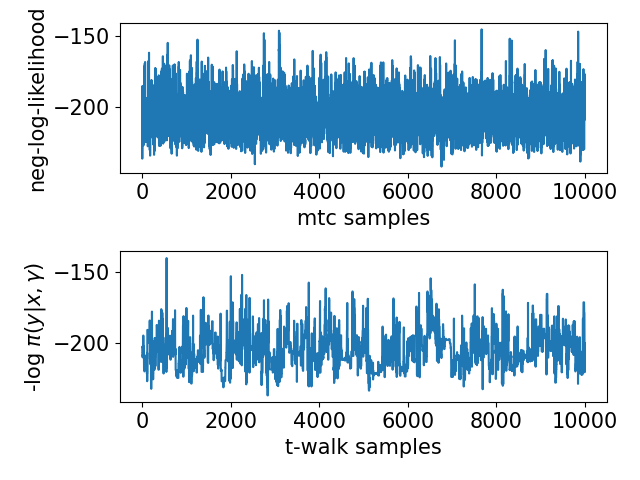 neg-log-likelihood
−150
−200
0 2000 4000 6000 8000 10000
mtc samples
-log π(y|x, γ)
−150
−200
0 2000 4000 6000 8000 10000
t-walk samples